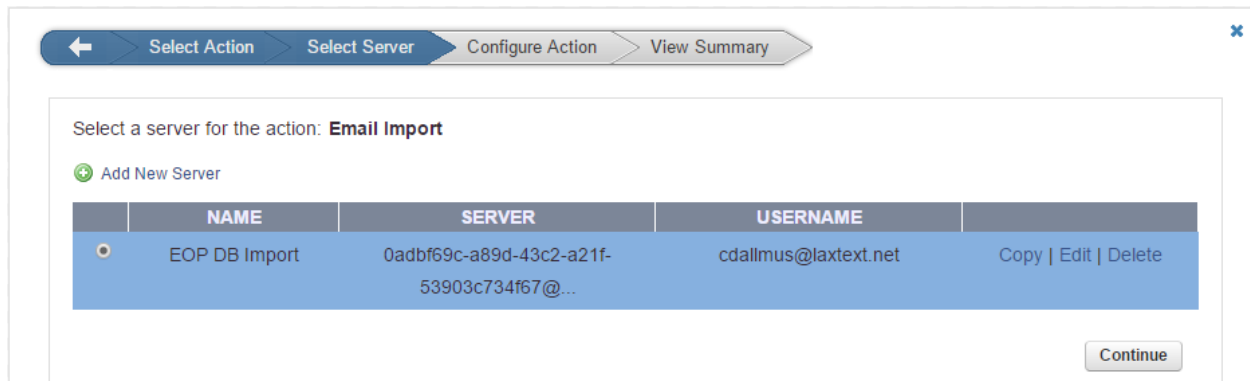 Select Action Select Server Configure Action View Summary
Select a server for the action: Email Import
Add New Server
NAME SERVER USERNAME
EOP DB Import 0adbf69c-a89d-43c2-a21f- cdallmus@laxtext.net Copy | Edit | Delete
53903c734f67@...
Continue